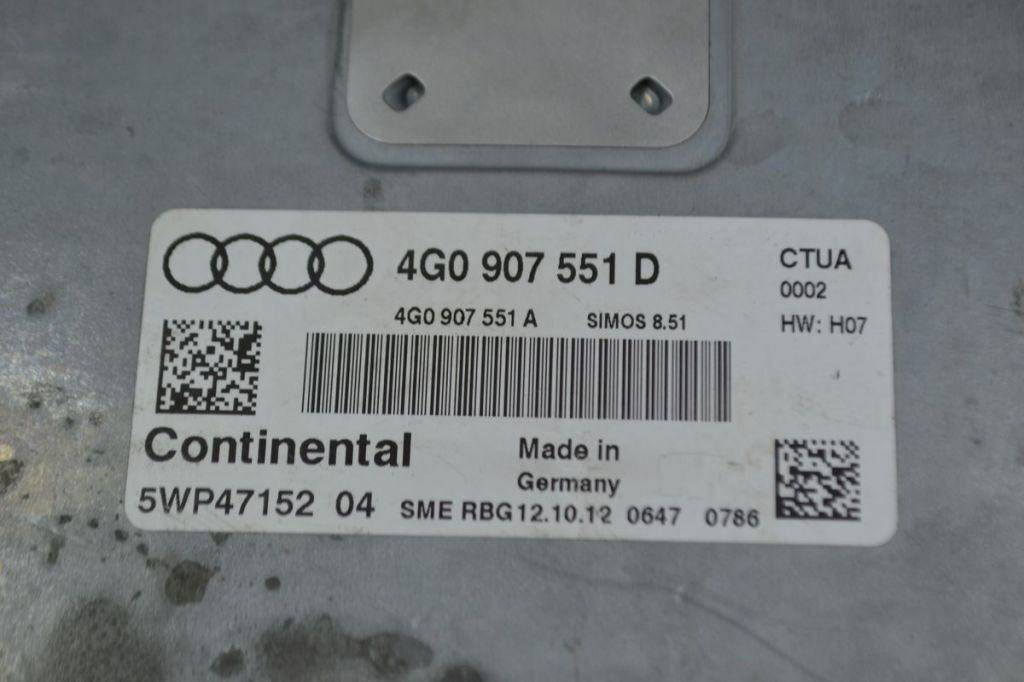 4G0 907 551 D
CTUA
0002
4G0 907 551 A SIMOS 8.51
HW: H07
Continental
Made in
Germany
5WP47152 04 SME RBG12.10.12 0647 0786